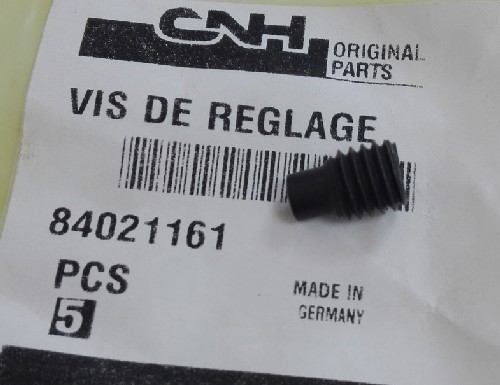 CNH
ORIGINAL
PARTS
VIS DE REGLAGE
84021161
PCS
5
MADE IN
GERMANY